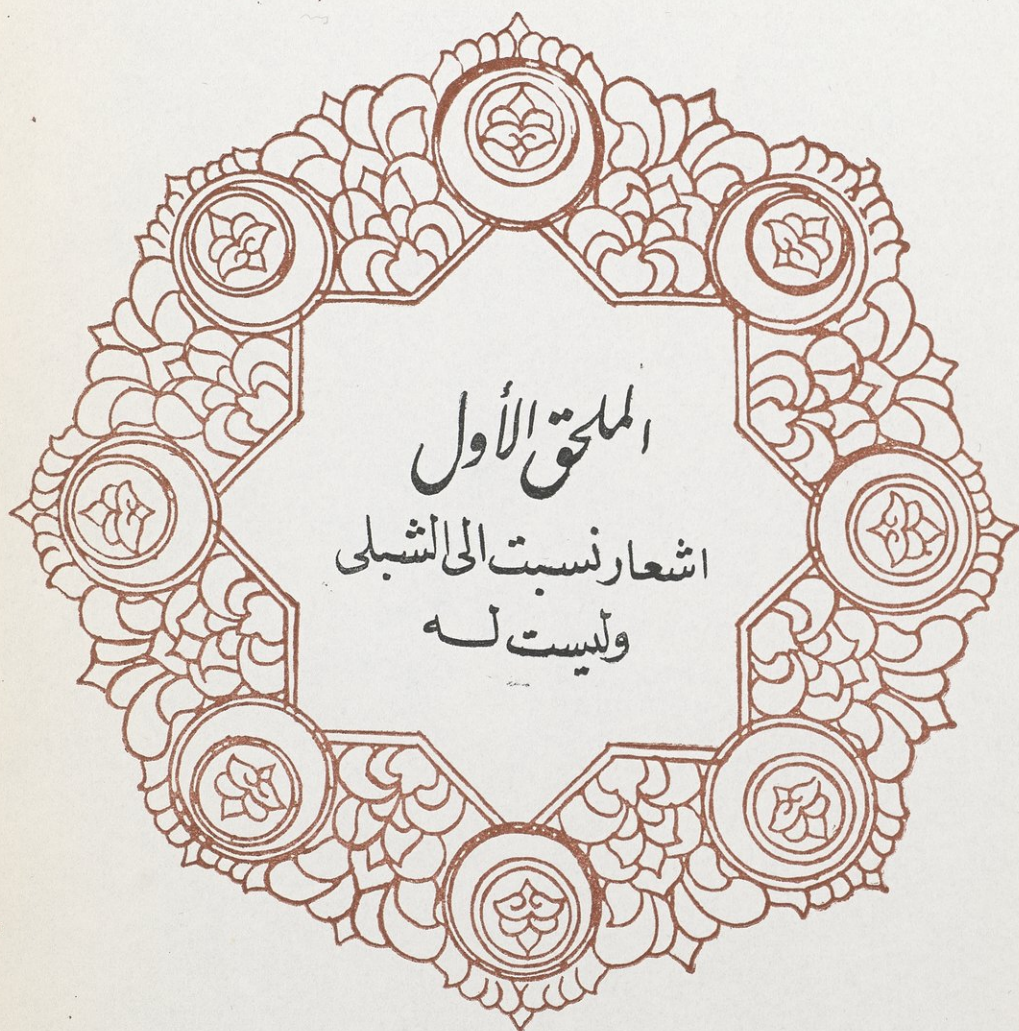 الملحق الأول
اشعار نسبت الى الشبلى
وليست له